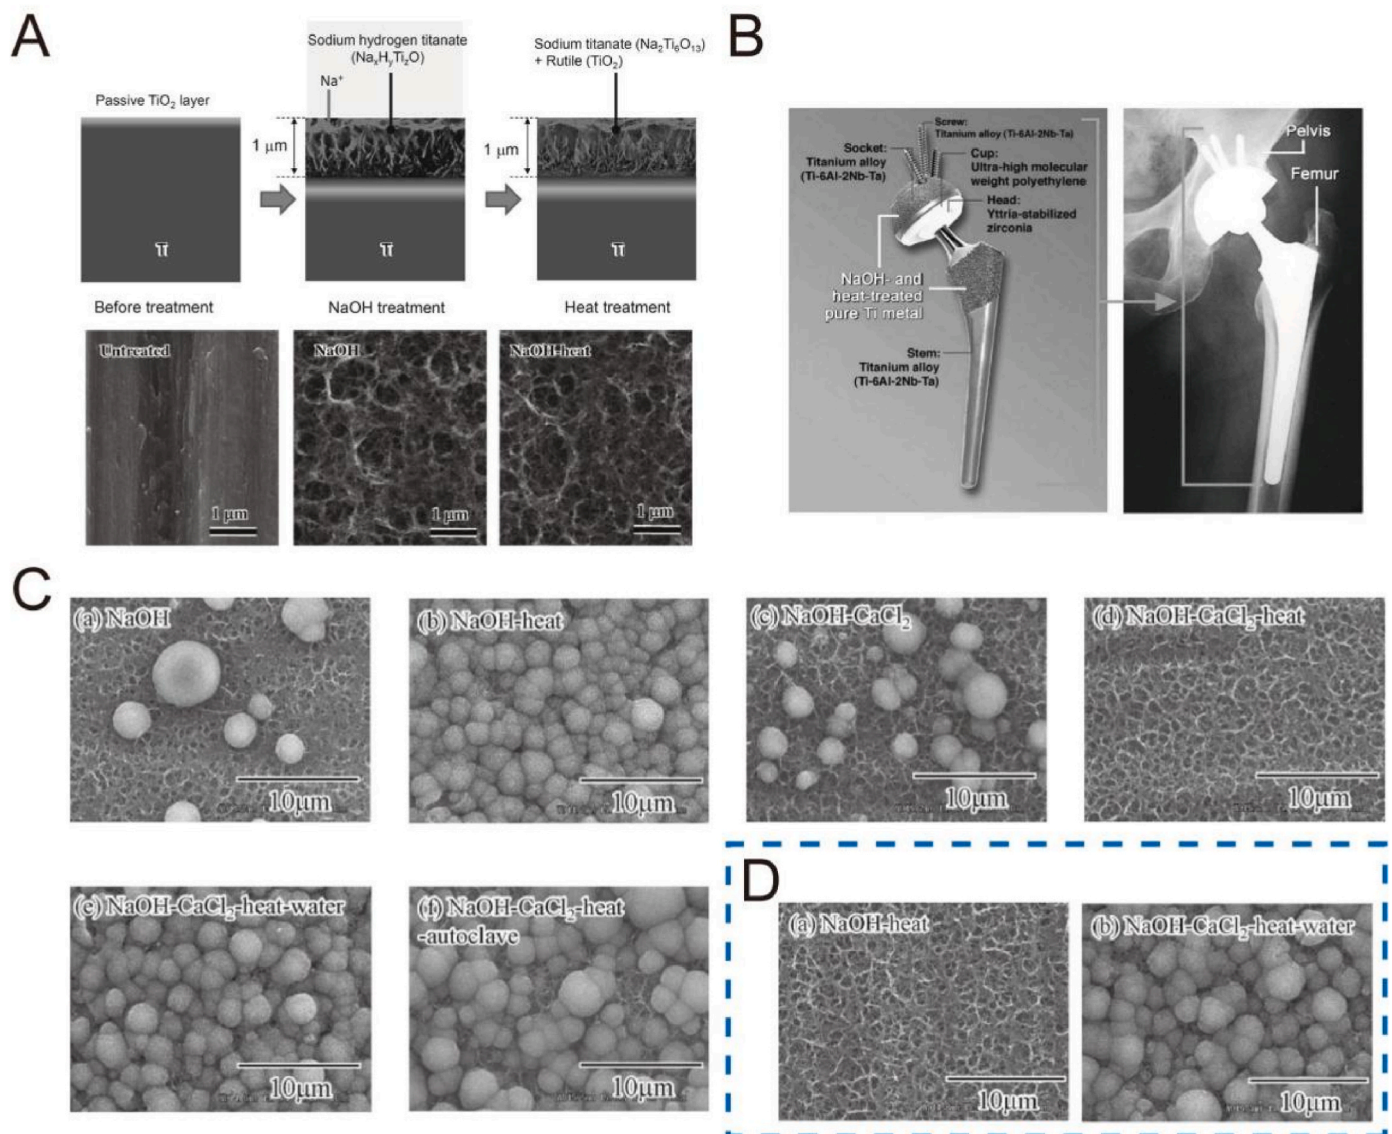 A
Sodium hydrogen titanate
(NaₓHᵧTi𝓏O)
Na⁺
Passive TiO₂ layer
Sodium titanate (Na₂Ti₆O₁₃)
+ Rutile (TiO₂)
1 μm
1 μm
Ti
Ti
Ti
Before treatment
NaOH treatment
Heat treatment
Untreated
1 μm
NaOH
1 μm
NaOH-heat
1 μm
B
Screw:
Titanium alloy (Ti-6Al-2Nb-Ta)
Socket:
Titanium alloy
(Ti-6Al-2Nb-Ta)
Cup:
Ultra-high molecular
weight polyethylene
Head:
Yttria-stabilized
zirconia
NaOH- and
heat-treated
pure Ti metal
Stem:
Titanium alloy
(Ti-6Al-2Nb-Ta)
Pelvis
Femur
C
(a) NaOH
10μm
(b) NaOH-heat
10μm
(c) NaOH-CaCl₂
10μm
(d) NaOH-CaCl₂-heat
10μm
(e) NaOH-CaCl₂-heat-water
10μm
(f) NaOH-CaCl₂-heat
-autoclave
10μm
D
(a) NaOH-heat
10μm
(b) NaOH-CaCl₂-heat-water
10μm